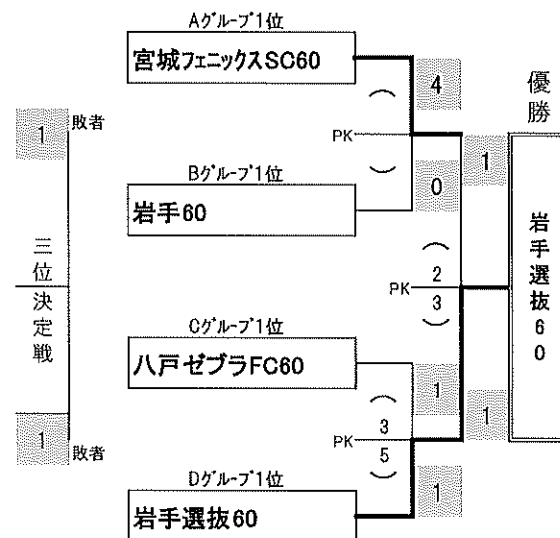 Aグループ1位
宮城フェニックスSC60
4
優勝
1
敗者
PK
(
)
1
Bグループ1位
0
岩手60
岩手選抜60
三位決定戦
PK
(
2
3
)
Cグループ1位
八戸ゼブラFC60
1
1
PK
(
3
5
)
1
敗者
Dグループ1位
1
岩手選抜60